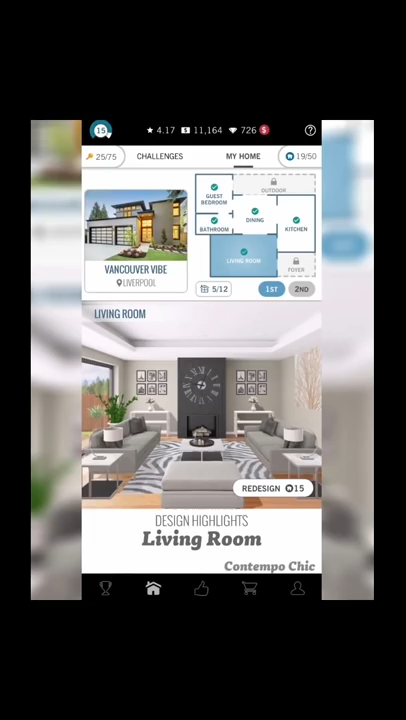 15
4.17
11,164
726
$
?
25/75
CHALLENGES
MY HOME
19/50
GUEST
BEDROOM
OUTDOOR
DINING
BATHROOM
KITCHEN
LIVING ROOM
FOYER
VANCOUVER VIBE
LIVERPOOL
5/12
1ST
2ND
LIVING ROOM
REDESIGN 15
DESIGN HIGHLIGHTS
Living Room
Contempo Chic